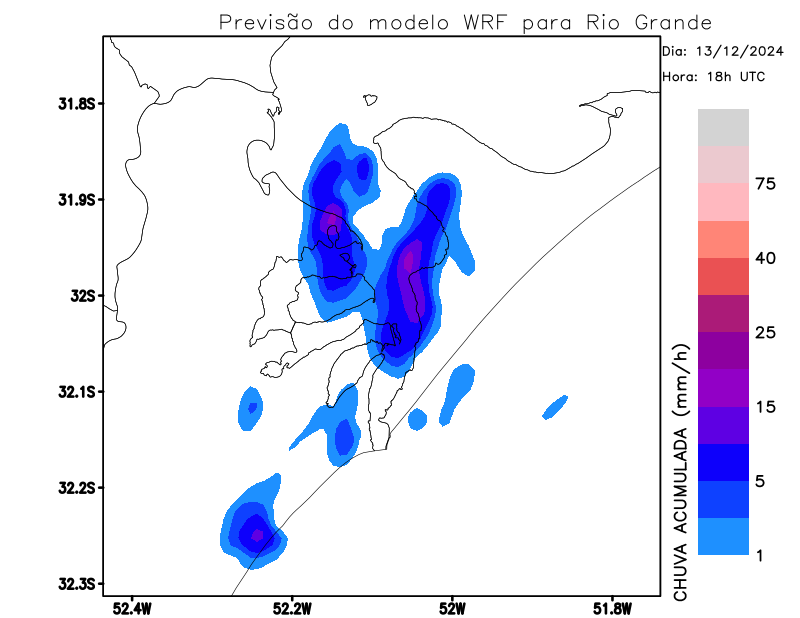 Previsão do modelo WRF para Rio Grande
Dia: 13/12/2024
Hora: 18h UTC
31.8S
31.9S
32S
32.1S
32.2S
32.3S
52.4W
52.2W
52W
51.8W
75
40
25
15
5
1
CHUVA ACUMULADA (mm/h)